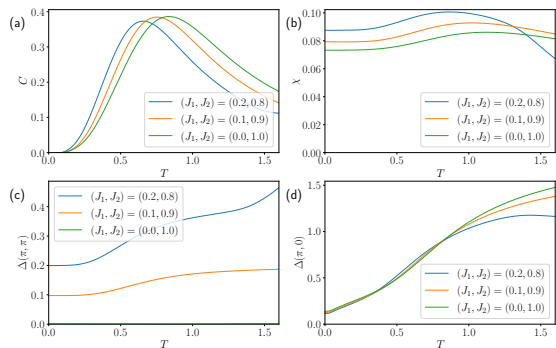 (a)
C
0.4
0.3
0.2
0.1
0.0
(J₁, J₂) = (0.2, 0.8)
(J₁, J₂) = (0.1, 0.9)
(J₁, J₂) = (0.0, 1.0)
0.0 0.5 1.0 1.5
T
(b)
χ
0.10
0.08
0.06
0.04
0.02
0.00
(J₁, J₂) = (0.2, 0.8)
(J₁, J₂) = (0.1, 0.9)
(J₁, J₂) = (0.0, 1.0)
0.0 0.5 1.0 1.5
T
(c)
Δ(π, π)
0.4
0.3
0.2
0.1
0.0
(J₁, J₂) = (0.2, 0.8)
(J₁, J₂) = (0.1, 0.9)
(J₁, J₂) = (0.0, 1.0)
0.0 0.5 1.0 1.5
T
(d)
Δ(π, 0)
1.5
1.0
0.5
0.0
(J₁, J₂) = (0.2, 0.8)
(J₁, J₂) = (0.1, 0.9)
(J₁, J₂) = (0.0, 1.0)
0.0 0.5 1.0 1.5
T